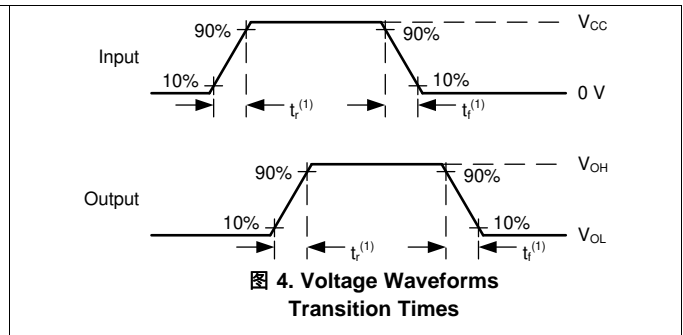 90% 90% V_CC
Input
10% 10% 0 V
t_r^(1) t_f^(1)
90% 90% V_OH
Output
10% 10% V_OL
t_r^(1) t_f^(1)
图 4. Voltage Waveforms
Transition Times